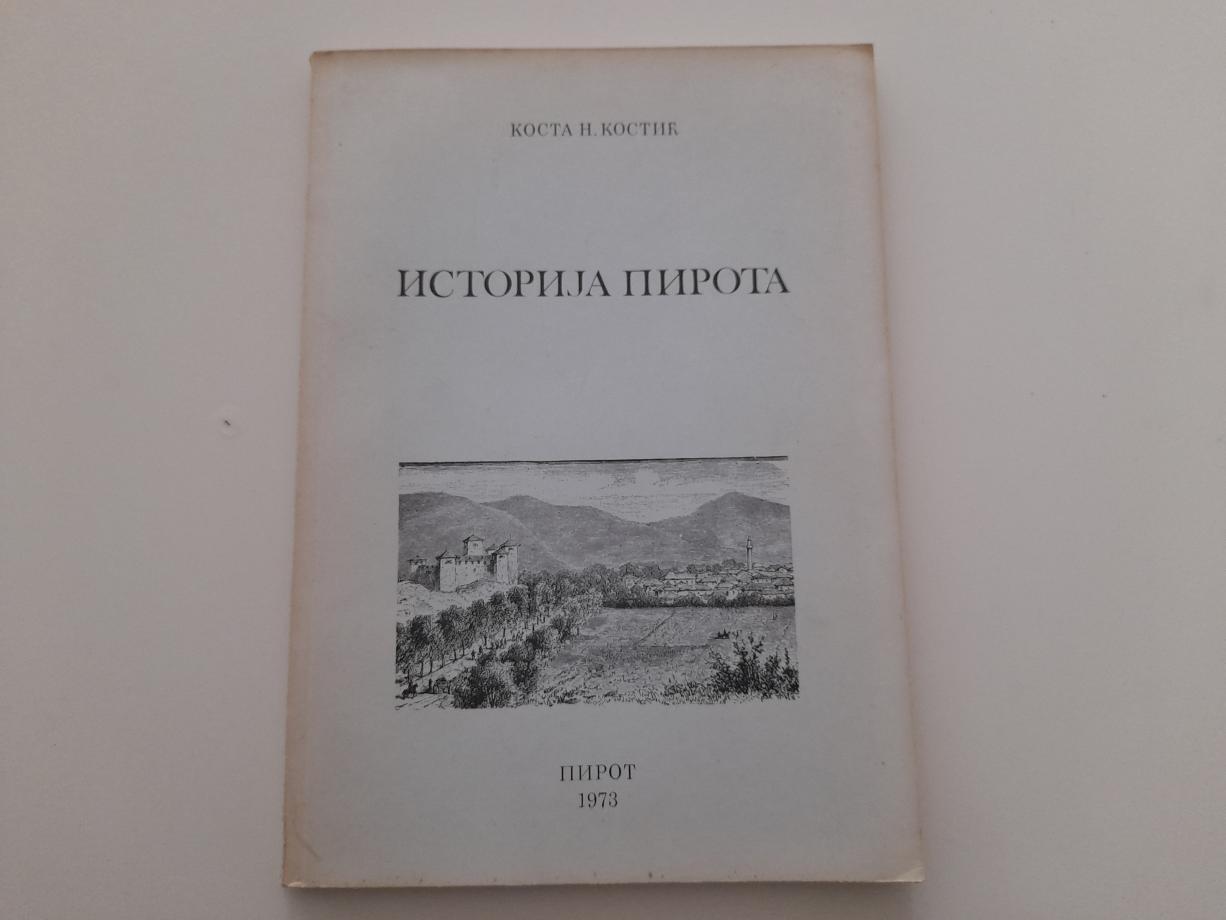 КОСТА Н. КОСТИЋ
ИСТОРИЈА ПИРОТА
ПИРОТ
1973